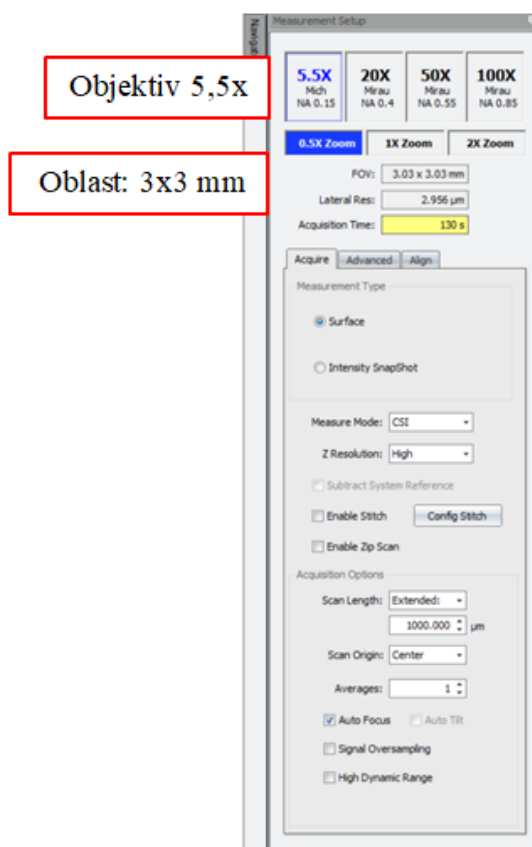 Navigat
Measurement Setup
Objektiv 5,5x
5.5X 20X 50X 100X
Mich Mirau Mirau Mirau
NA 0.15 NA 0.4 NA 0.55 NA 0.85
0.5X Zoom 1X Zoom 2X Zoom
Oblast: 3x3 mm
FOV: 3.03 x 3.03 mm
Lateral Res: 2.956 µm
Acquisition Time: 130 s
Acquire Advanced Align
Measurement Type
Surface
Intensity SnapShot
Measure Mode: CSI
Z Resolution: High
Subtract System Reference
Enable Stitch Config Stitch
Enable Zip Scan
Acquisition Options
Scan Length: Extended:
1000.000 µm
Scan Origin: Center
Averages: 1
Auto Focus Auto Tilt
Signal Oversampling
High Dynamic Range